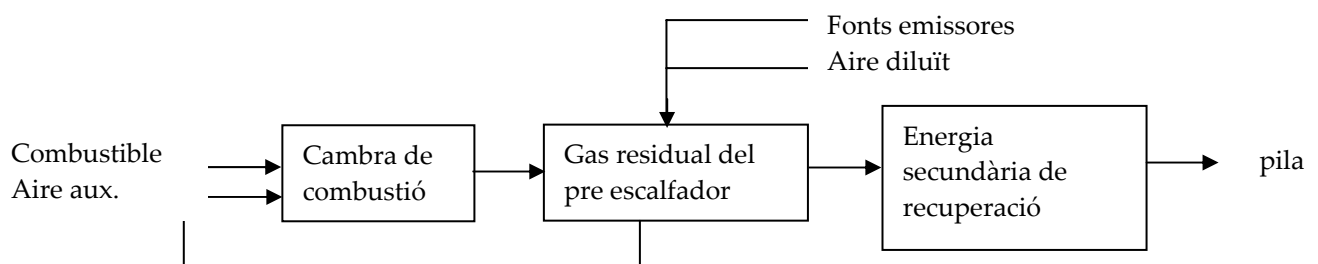 Fonts emissores
Aire diluït
Combustible
Aire aux.
Cambra de
combustió
Gas residual del
pre escalfador
Energia
secundària de
recuperació
pila